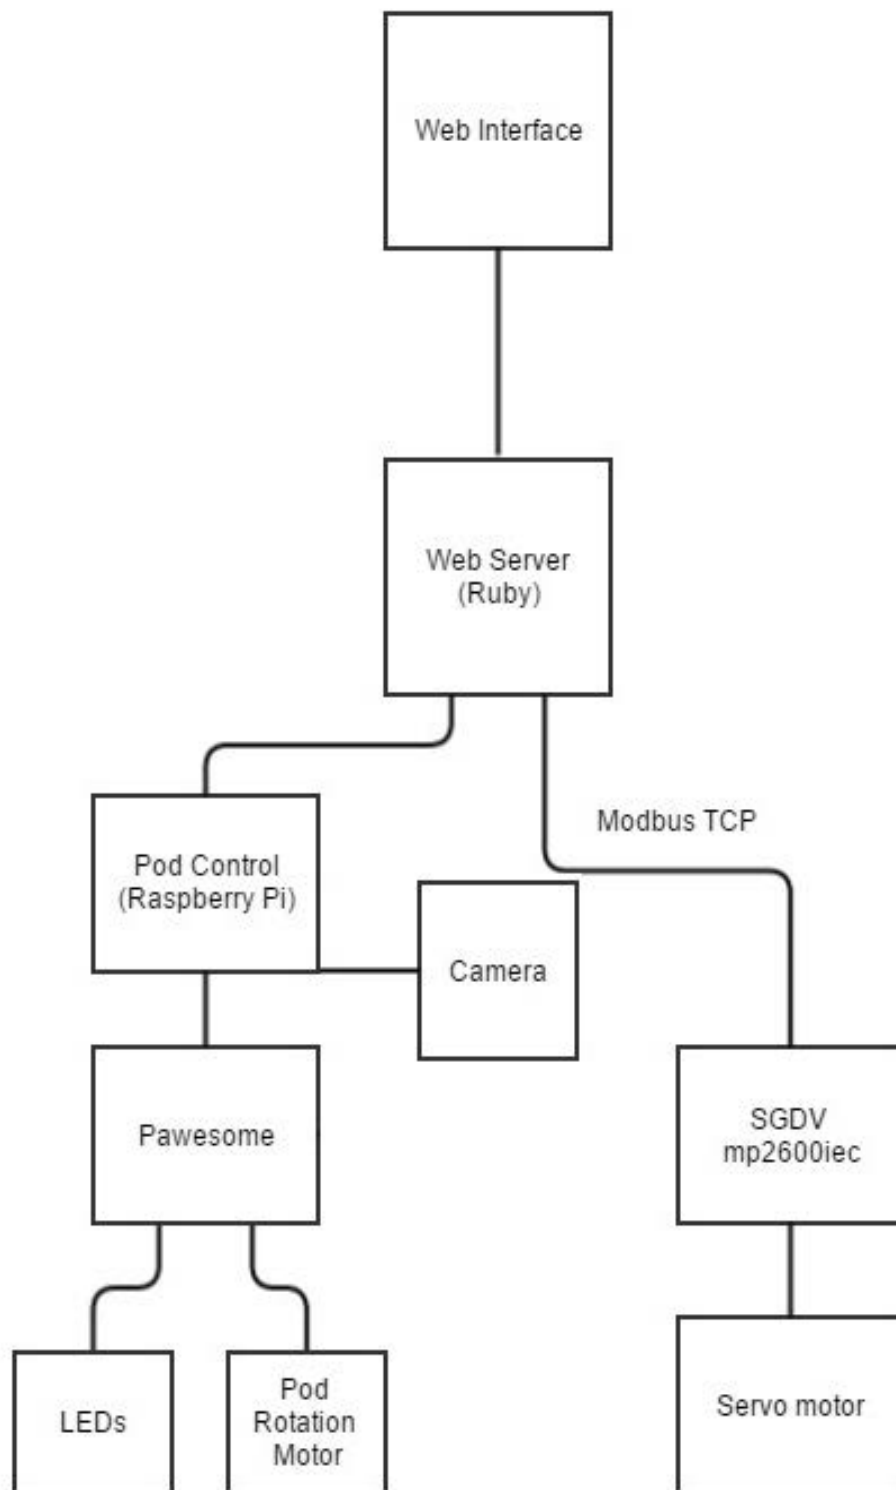 Web Interface
Web Server
(Ruby)
Modbus TCP
Pod Control
(Raspberry Pi)
Camera
Pawesome
SGDV
mp2600iec
LEDs
Pod
Rotation
Motor
Servo motor